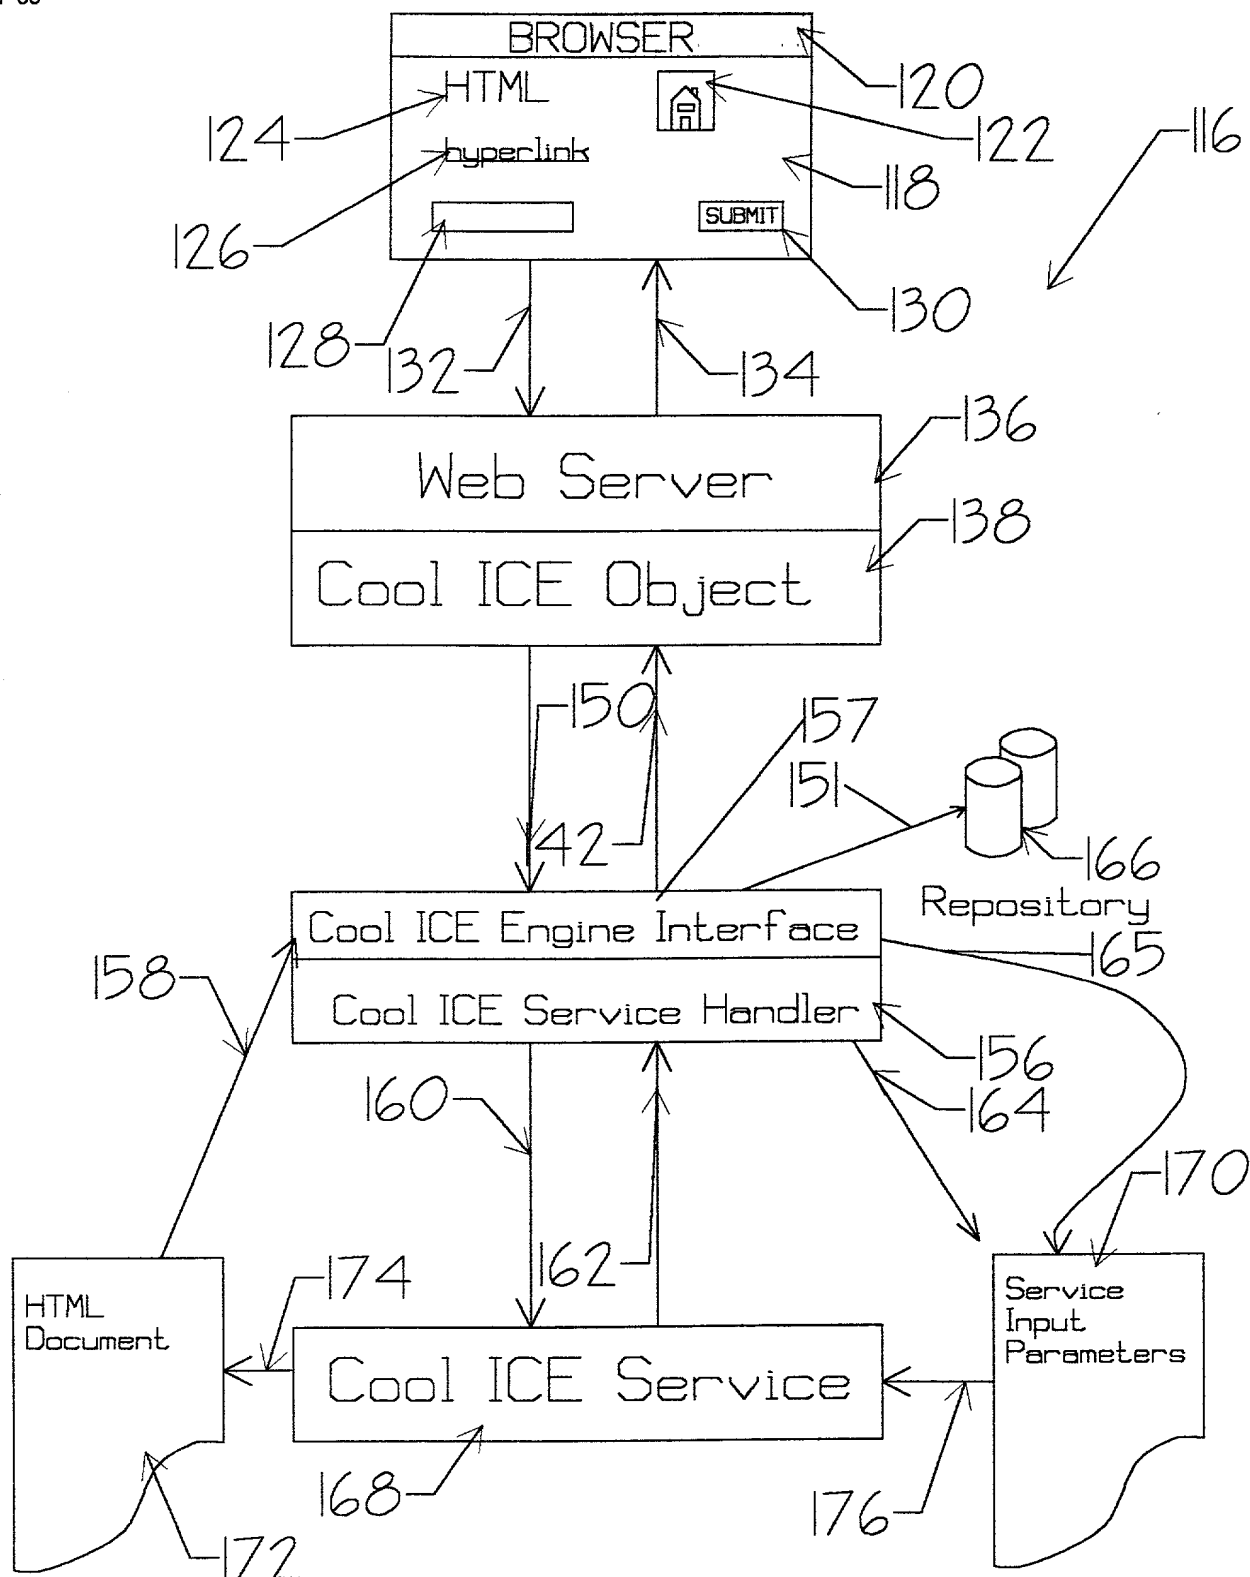 BROWSER
HTML
120
124
122
116
hyperlink
118
126
SUBMIT
130
128
132
134
136
Web Server
138
Cool ICE Object
150
157
151
42
166
Repository
Cool ICE Engine Interface
165
158
Cool ICE Service Handler
156
160
164
170
162
174
HTML
Document
Service
Input
Parameters
Cool ICE Service
168
176
172